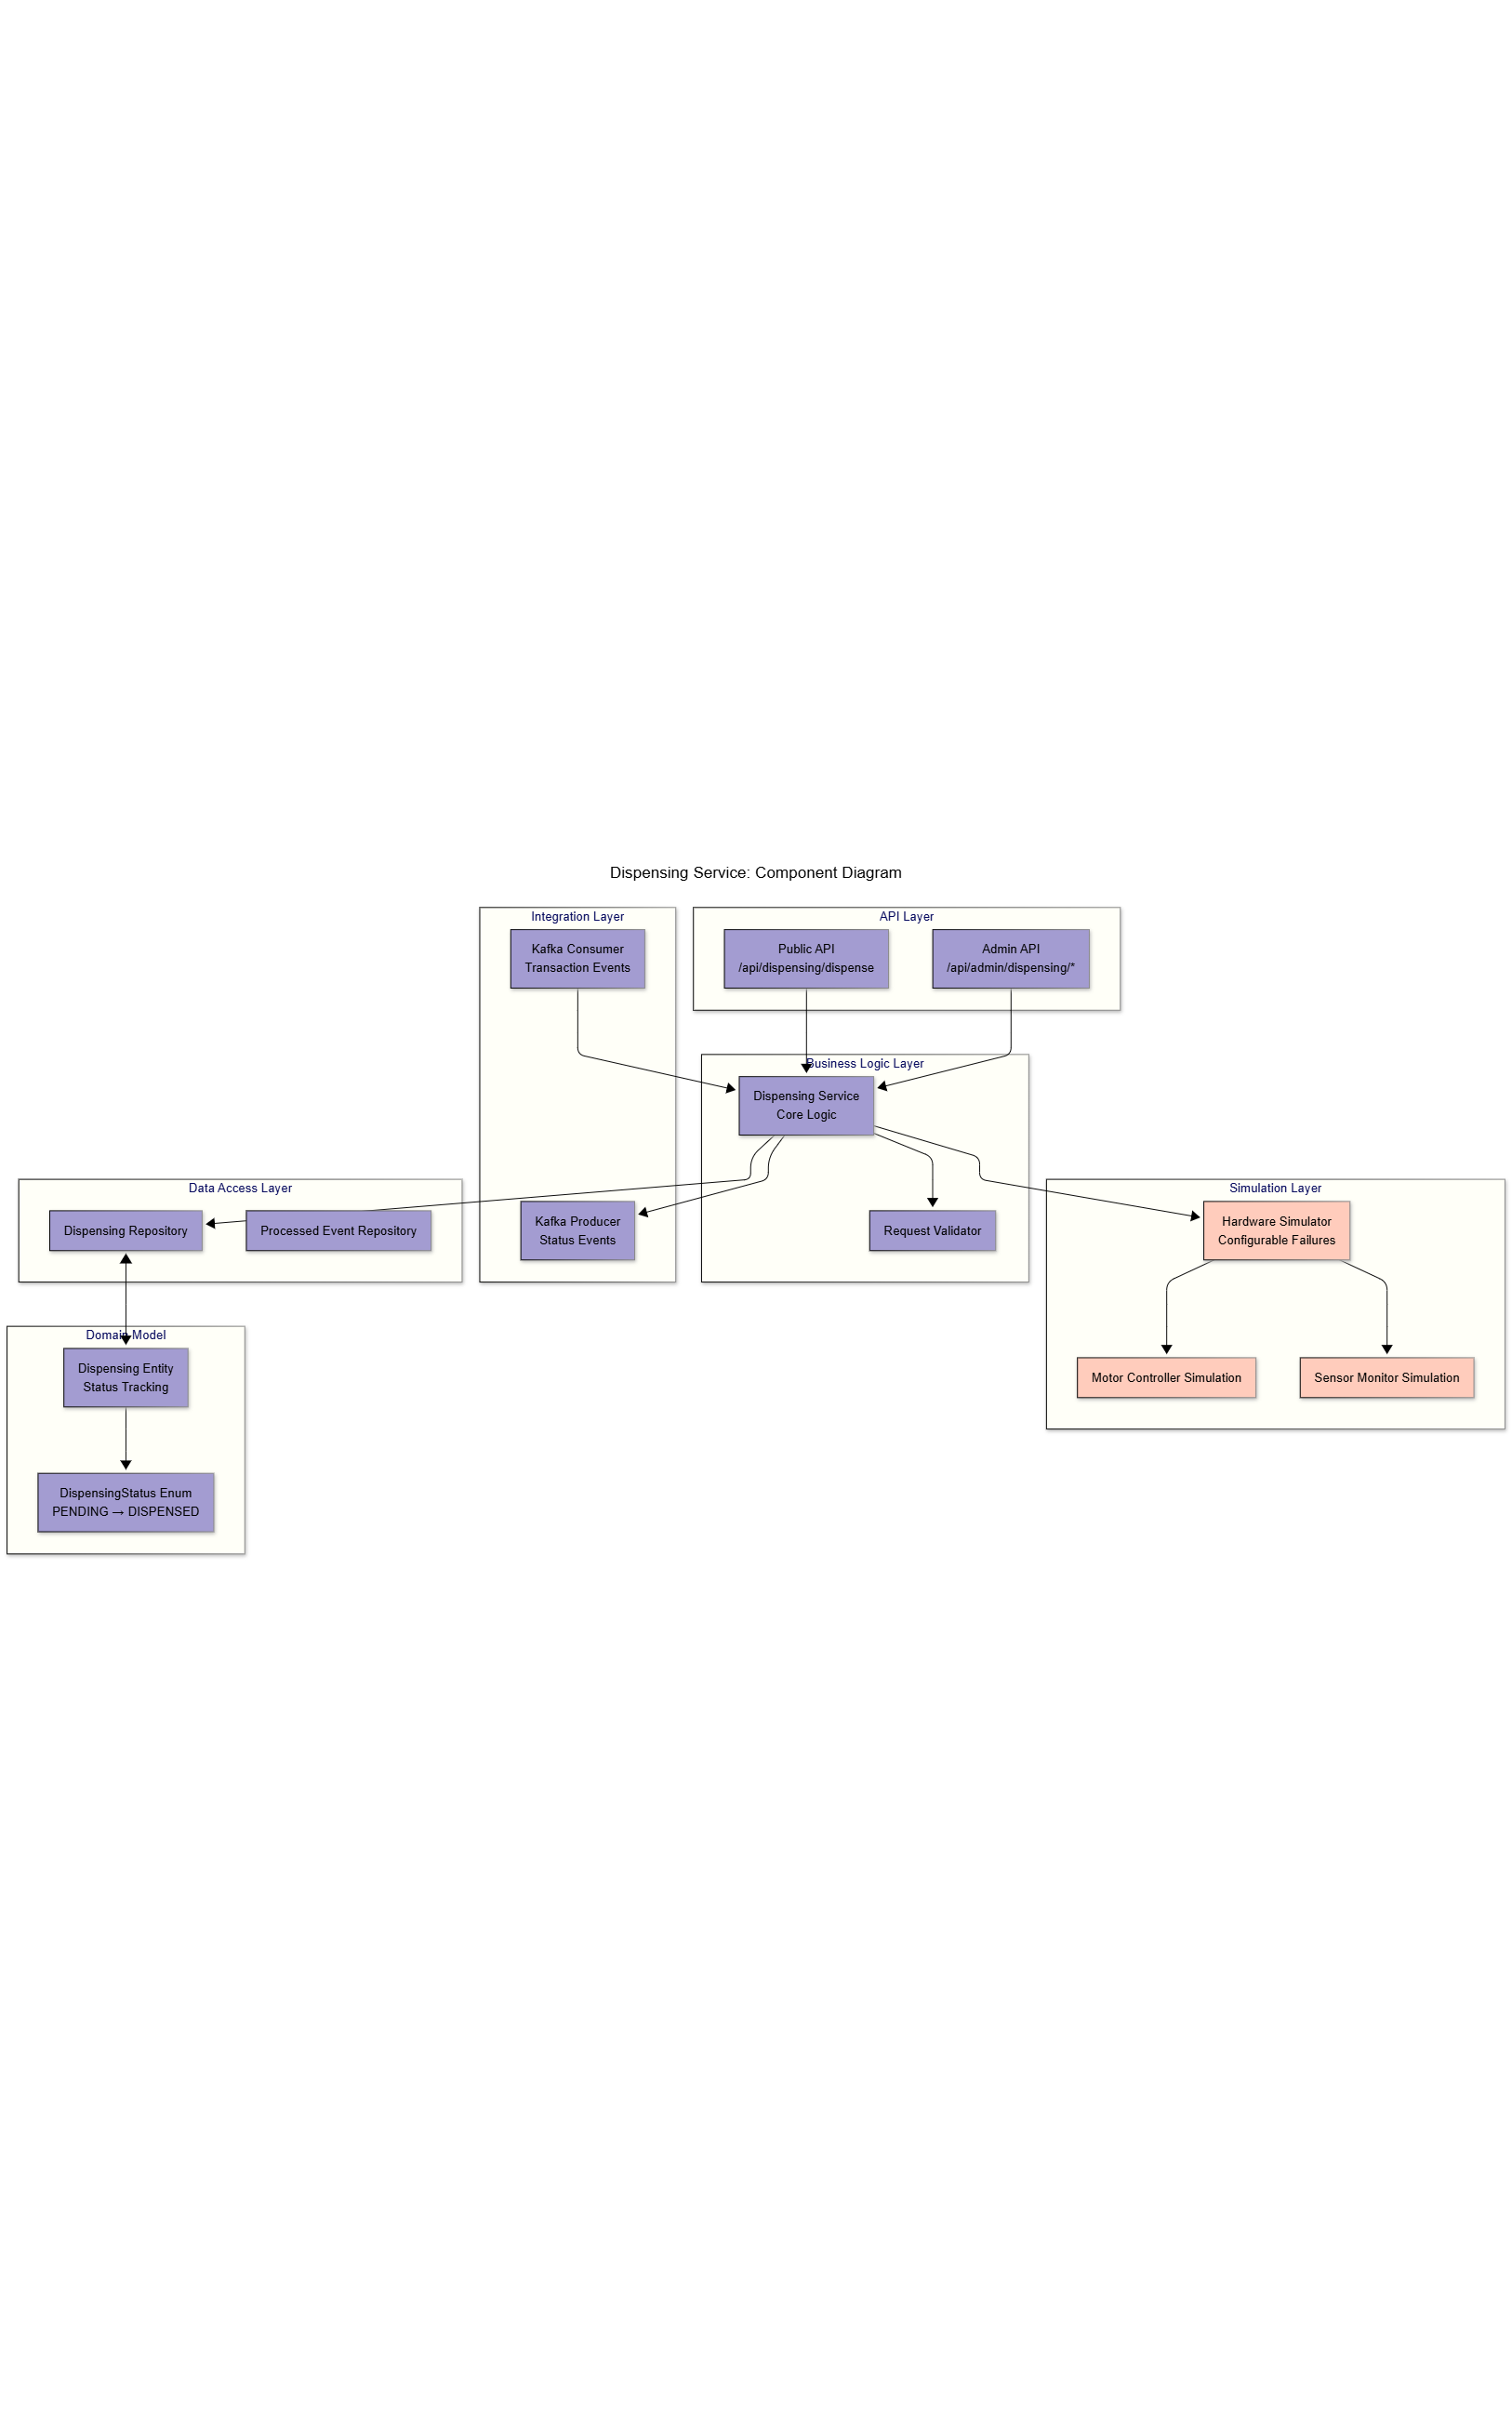 Dispensing Service: Component Diagram
Integration Layer
Kafka Consumer
Transaction Events
API Layer
Public API
/api/dispensing/dispense
Admin API
/api/admin/dispensing/*
Business Logic Layer
Dispensing Service
Core Logic
Data Access Layer
Dispensing Repository
Processed Event Repository
Kafka Producer
Status Events
Request Validator
Simulation Layer
Hardware Simulator
Configurable Failures
Motor Controller Simulation
Sensor Monitor Simulation
Domain Model
Dispensing Entity
Status Tracking
DispensingStatus Enum
PENDING → DISPENSED